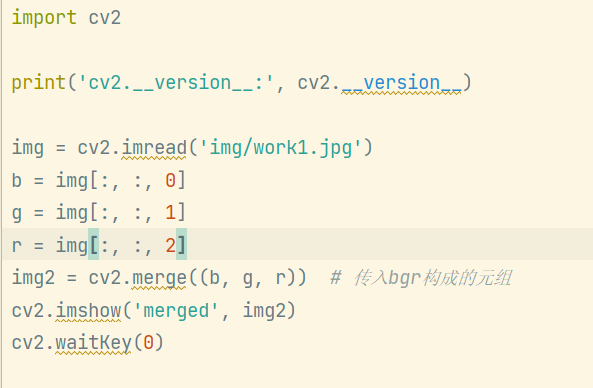 import cv2
print('cv2.__version__:', cv2.__version__)
img = cv2.imread('img/work1.jpg')
b = img[:, :, 0]
g = img[:, :, 1]
r = img[:, :, 2]
img2 = cv2.merge((b, g, r))  # 传入bgr构成的元组
cv2.imshow('merged', img2)
cv2.waitKey(0)